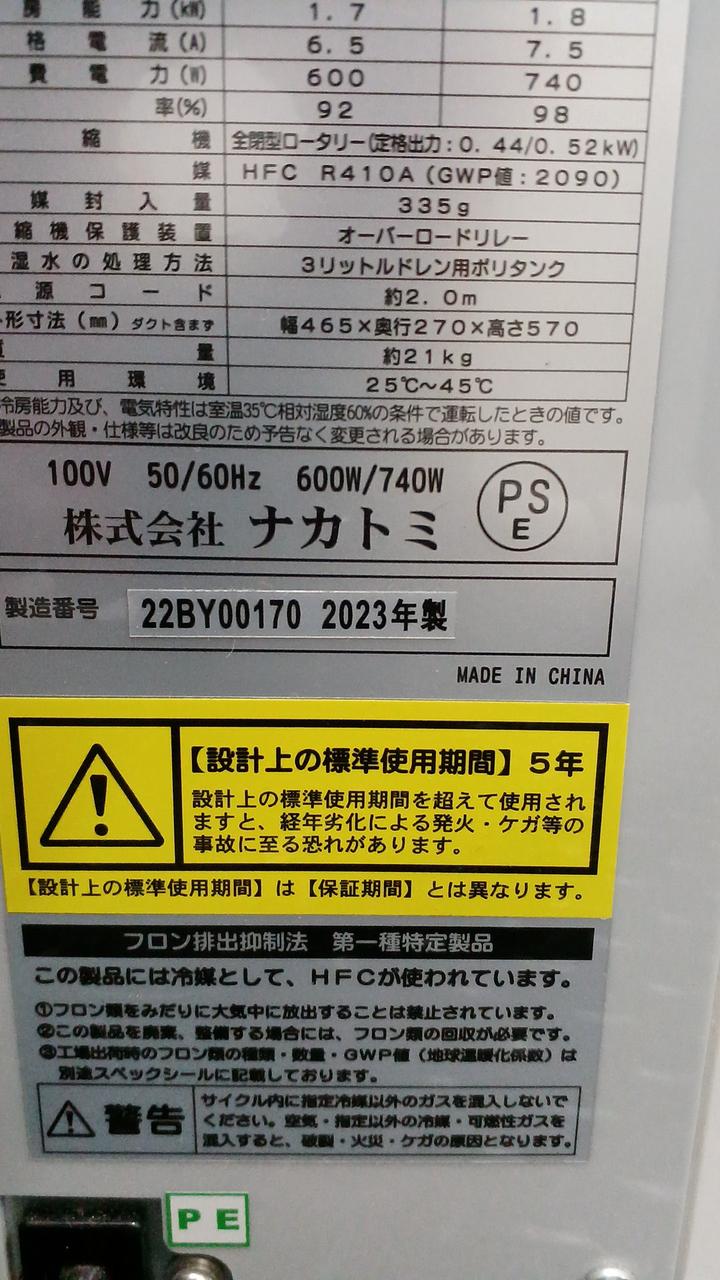 房 能 力(kW) 1.7 1.8
格 電 流(A) 6.5 7.5
費 電 力(W) 600 740
率(%) 92 98
縮 機 全閉型ロータリー(定格出力:0.44/0.52kW)
媒 HFC R410A(GWP値:2090)
媒 封 入 量 335g
縮 機 保 護 装 置 オーバーロードリレー
湿 水 の 処 理 方 法 3リットルドレン用ポリタンク
源 コ ー ド 約2.0m
形寸法(mm)ダクト含まず 幅465×奥行270×高さ570
量 約21kg
使 用 環 境 25℃〜45℃
冷房能力及び、電気特性は室温35℃相対湿度60%の条件で運転したときの値です。
製品の外観・仕様等は改良のため予告なく変更される場合があります。
100V 50/60Hz 600W/740W
株式会社 ナカトミ
PS
E
製造番号 22BY00170 2023年製
MADE IN CHINA
【設計上の標準使用期間】5年
設計上の標準使用期間を超えて使用され
ますと、経年劣化による発火・ケガ等の
事故に至る恐れがあります。
【設計上の標準使用期間】は【保証期間】とは異なります。
フロン排出抑制法 第一種特定製品
この製品には冷媒として、HFCが使われています。
①フロン類をみだりに大気中に放出することは禁止されています。
②この製品を廃棄、整備する場合には、フロン類の回収が必要です。
③工場出荷時のフロン類の種類・数量・GWP値(地球温暖化係数)は
別途スペックシールに記載しております。
警告
サイクル内に指定冷媒以外のガスを混入しないで
ください。空気・指定以外の冷媒・可燃性ガスを
混入すると、破裂・火災・ケガの原因となります。
PE